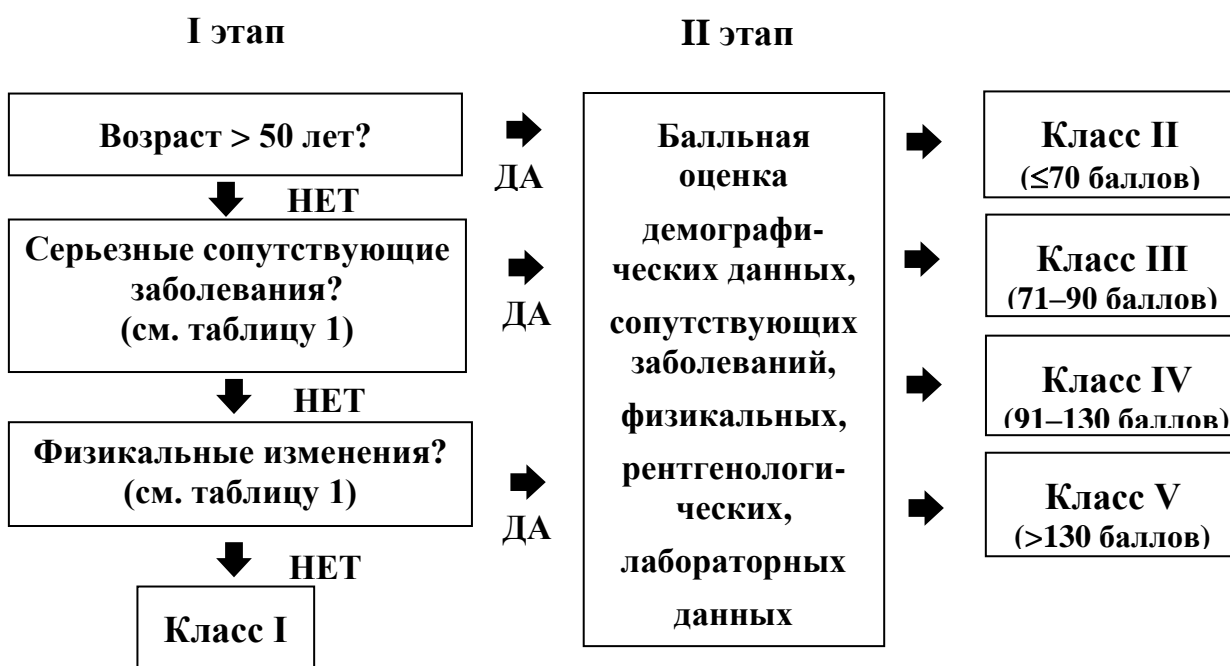 I этап
II этап
Возраст > 50 лет?
ДА
НЕТ
Серьезные сопутствующие
заболевания?
(см. таблицу 1)
ДА
НЕТ
Физикальные изменения?
(см. таблицу 1)
ДА
НЕТ
Класс I
Балльная
оценка
демографи-
ческих данных,
сопутствующих
заболеваний,
физикальных,
рентгенологи-
ческих,
лабораторных
данных
Класс II
(≤70 баллов)
Класс III
(71–90 баллов)
Класс IV
(91–130 баллов)
Класс V
(>130 баллов)